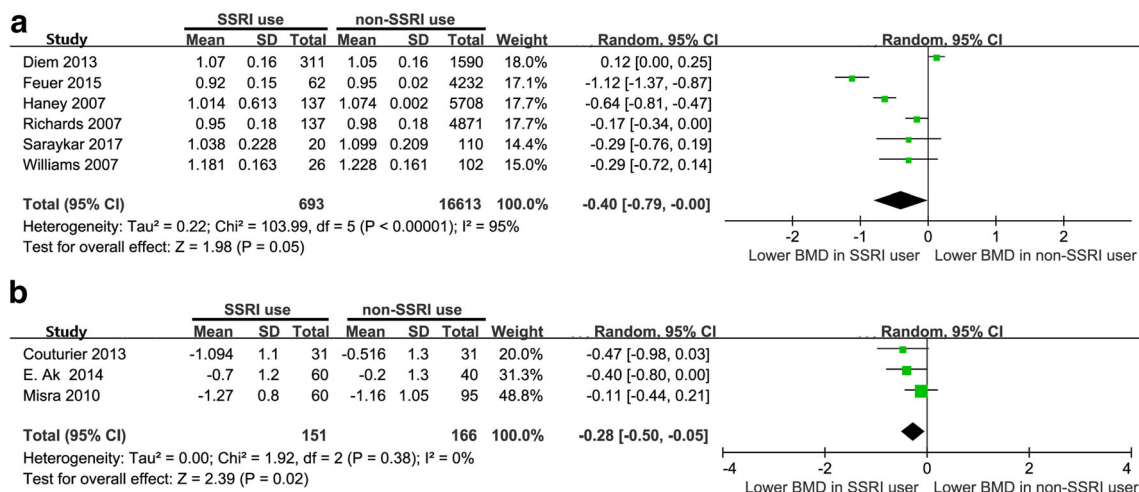 a
SSRI use non-SSRI use
Study Mean SD Total Mean SD Total Weight Random, 95% CI Random, 95% CI
Diem 2013 1.07 0.16 311 1.05 0.16 1590 18.0% 0.12 [0.00, 0.25]
Feuer 2015 0.92 0.15 62 0.95 0.02 4232 17.1% -1.12 [-1.37, -0.87]
Haney 2007 1.014 0.613 137 1.074 0.002 5708 17.7% -0.64 [-0.81, -0.47]
Richards 2007 0.95 0.18 137 0.98 0.18 4871 17.7% -0.17 [-0.34, 0.00]
Saraykar 2017 1.038 0.228 20 1.099 0.209 110 14.4% -0.29 [-0.76, 0.19]
Williams 2007 1.181 0.163 26 1.228 0.161 102 15.0% -0.29 [-0.72, 0.14]
Total (95% CI) 693 16613 100.0% -0.40 [-0.79, -0.00]
Heterogeneity: Tau² = 0.22; Chi² = 103.99, df = 5 (P < 0.00001); I² = 95%
Test for overall effect: Z = 1.98 (P = 0.05)
-2 -1 0 1 2
Lower BMD in SSRI user Lower BMD in non-SSRI user
b
SSRI use non-SSRI use
Study Mean SD Total Mean SD Total Weight Random, 95% CI Random, 95% CI
Couturier 2013 -1.094 1.1 31 -0.516 1.3 31 20.0% -0.47 [-0.98, 0.03]
E. Ak 2014 -0.7 1.2 60 -0.2 1.3 40 31.3% -0.40 [-0.80, 0.00]
Misra 2010 -1.27 0.8 60 -1.16 1.05 95 48.8% -0.11 [-0.44, 0.21]
Total (95% CI) 151 166 100.0% -0.28 [-0.50, -0.05]
Heterogeneity: Tau² = 0.00; Chi² = 1.92, df = 2 (P = 0.38); I² = 0%
Test for overall effect: Z = 2.39 (P = 0.02)
-4 -2 0 2 4
Lower BMD in SSRI user Lower BMD in non-SSRI user